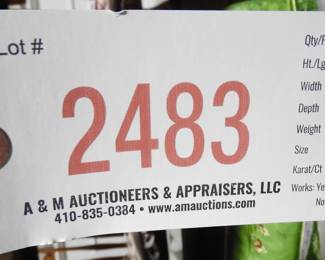 Lot #
2483
A & M AUCTIONEERS & APPRAISERS, LLC
410-835-0384 • www.amauctions.com
Qty/
Ht./Lg
Width
Depth
Weight
Size
Karat/Ct
Works: Ye
No